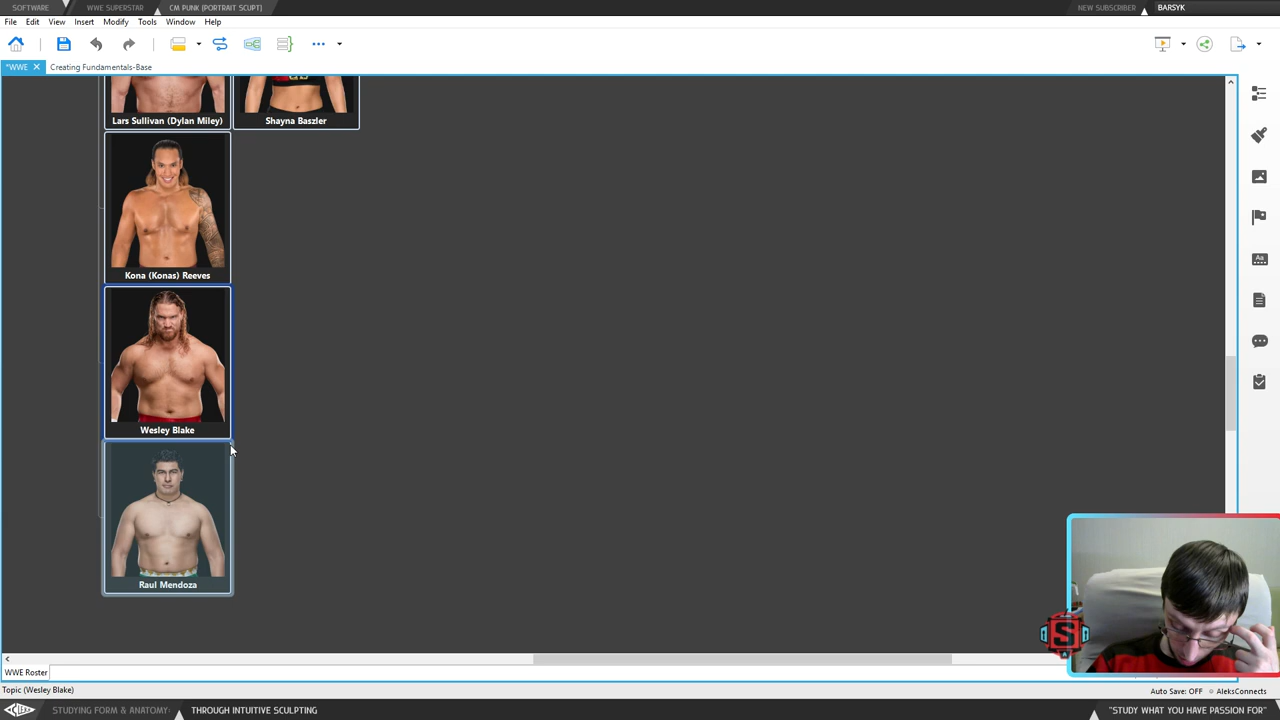 SOFTWARE
WWE SUPERSTAR
CM PUNK (PORTRAIT SCUPT)
NEW SUBSCRIBER
BARSYK
File Edit View Insert Modify Tools Window Help
*WWE
Creating Fundamentals-Base
Lars Sullivan (Dylan Miley)
Shayna Baszler
Kona (Konas) Reeves
Wesley Blake
Raul Mendoza
WWE Roster
Topic (Wesley Blake)
Auto Save: OFF
AleksConnects
STUDYING FORM & ANATOMY
THROUGH INTUITIVE SCULPTING
"STUDY WHAT YOU HAVE PASSION FOR"